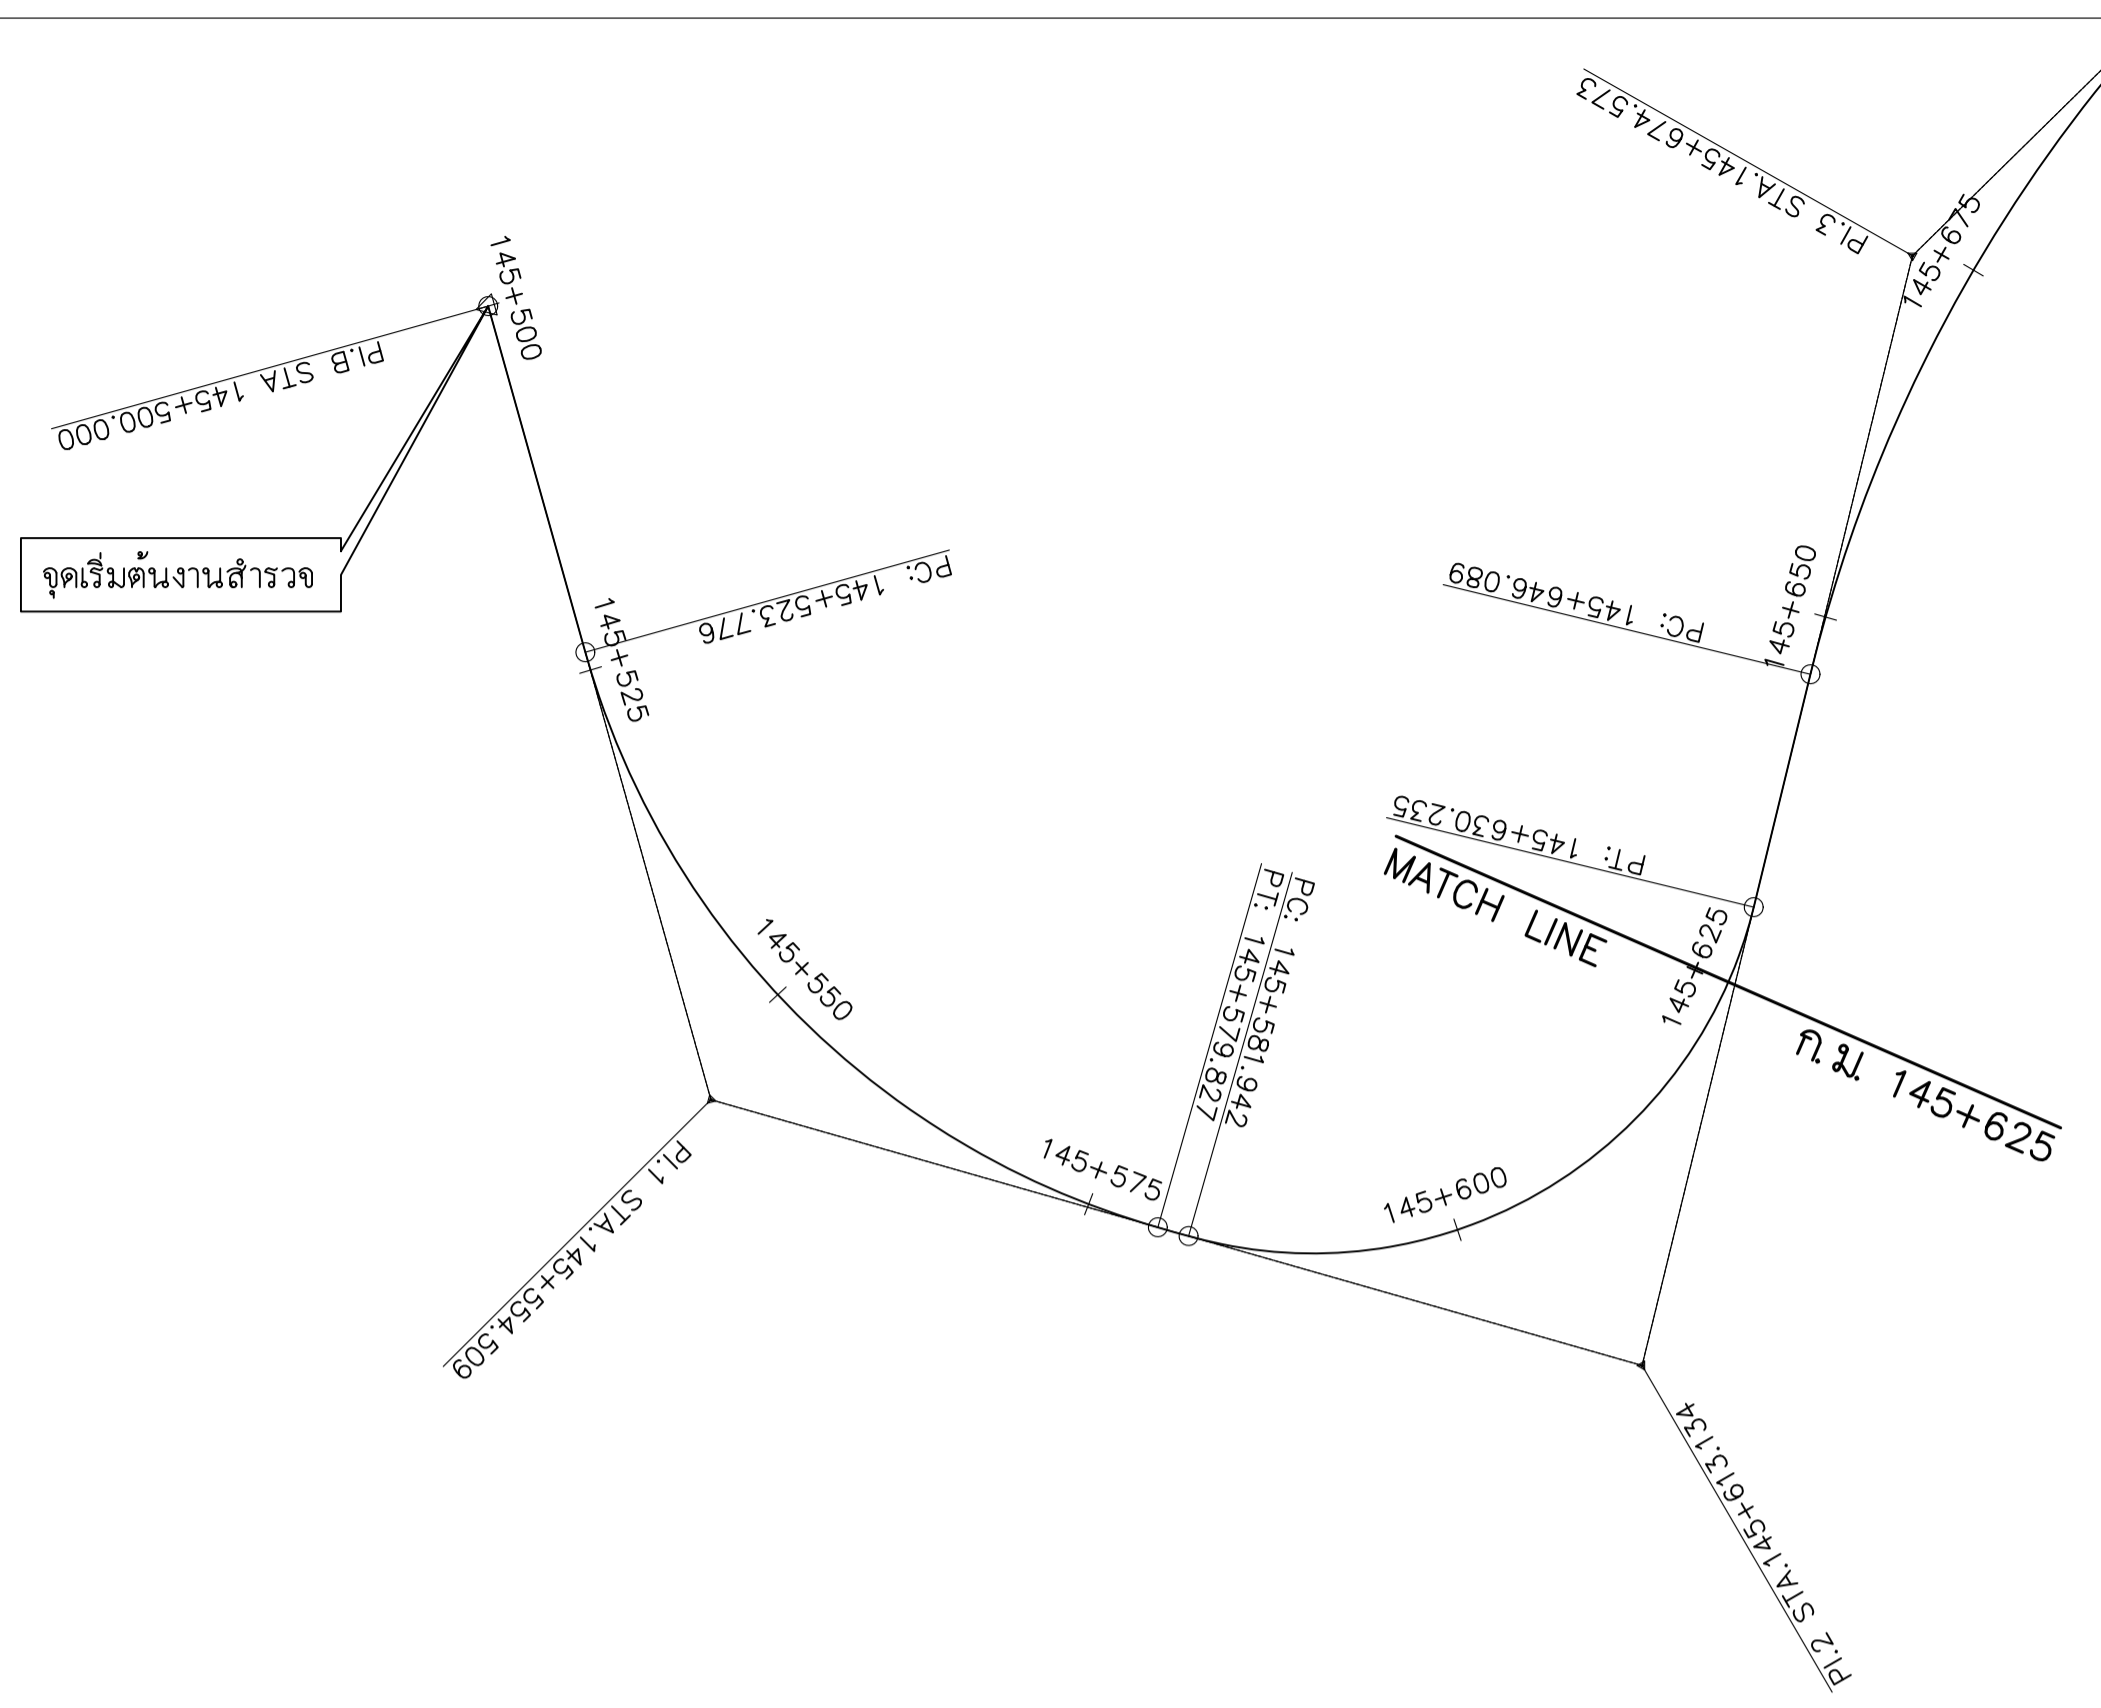 PI.3 STA.145+674.573
145+675
145+500
PI.B STA 145+500.000
จุดเริ่มต้นงานสำรวจ
PC: 145+523.776
145+525
PC: 145+646.089
145+650
PT: 145+630.235
MATCH LINE
145+625
ก.ม. 145+625
PC: 145+581.942
PT: 145+579.827
145+550
145+575
145+600
PI.1 STA.145+554.509
PI.2 STA.145+613.134